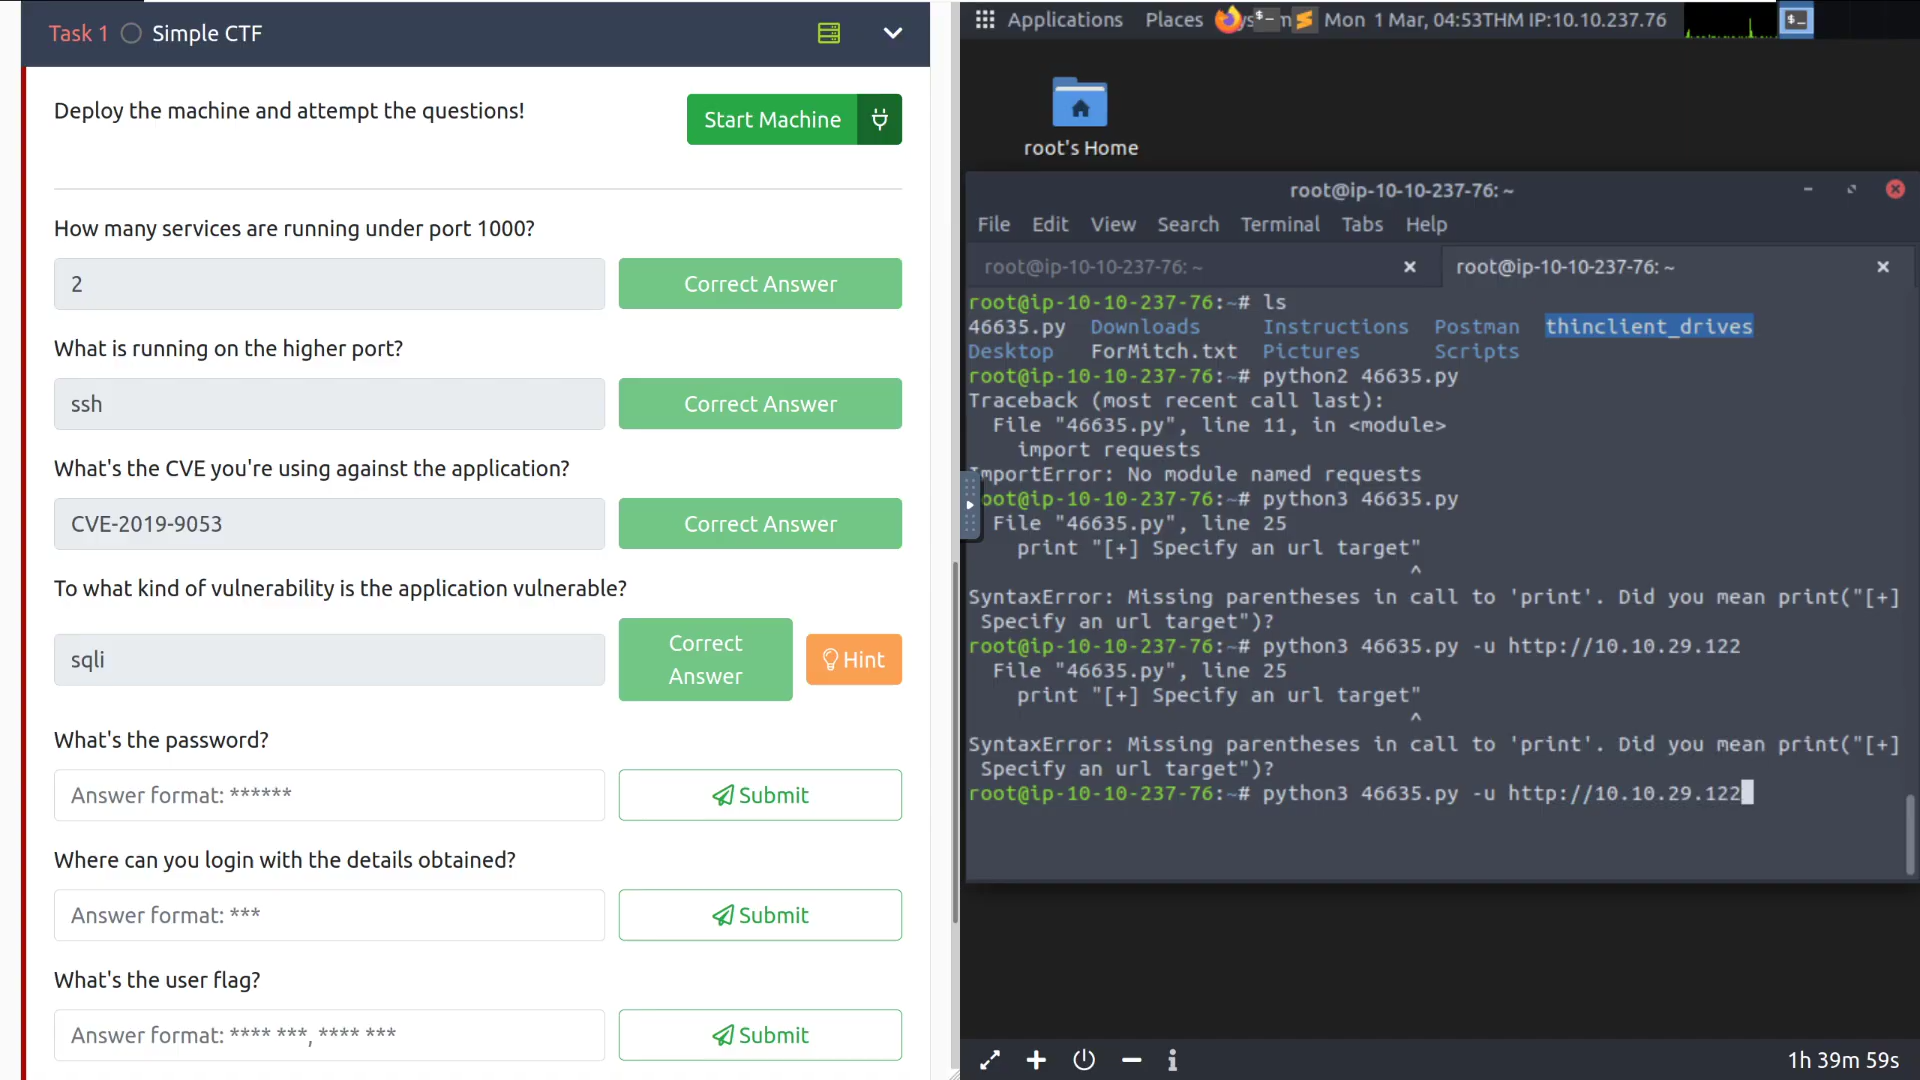 Task 1 Simple CTF
Deploy the machine and attempt the questions!
Start Machine
How many services are running under port 1000?
2
Correct Answer
What is running on the higher port?
ssh
Correct Answer
What's the CVE you're using against the application?
CVE-2019-9053
Correct Answer
To what kind of vulnerability is the application vulnerable?
sqli
Correct
Answer
Hint
What's the password?
Answer format: ******
Submit
Where can you login with the details obtained?
Answer format: ***
Submit
What's the user flag?
Answer format: **** ***, **** ***
Submit
Applications Places Mon 1 Mar, 04:53 THM IP:10.10.237.76
root's Home
root@ip-10-10-237-76: ~
File Edit View Search Terminal Tabs Help
root@ip-10-10-237-76: ~ root@ip-10-10-237-76: ~
root@ip-10-10-237-76:~# ls
46635.py Downloads Instructions Postman thinclient_drives
Desktop ForMitch.txt Pictures Scripts
root@ip-10-10-237-76:~# python2 46635.py
Traceback (most recent call last):
File "46635.py", line 11, in <module>
import requests
ImportError: No module named requests
root@ip-10-10-237-76:~# python3 46635.py
File "46635.py", line 25
print "[+] Specify an url target"
^
SyntaxError: Missing parentheses in call to 'print'. Did you mean print("[+]
Specify an url target")?
root@ip-10-10-237-76:~# python3 46635.py -u http://10.10.29.122
File "46635.py", line 25
print "[+] Specify an url target"
^
SyntaxError: Missing parentheses in call to 'print'. Did you mean print("[+]
Specify an url target")?
root@ip-10-10-237-76:~# python3 46635.py -u http://10.10.29.122
1h 39m 59s